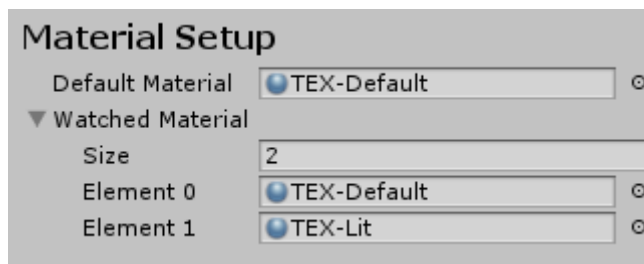 Material Setup
Default Material TEX-Default
Watched Material
Size 2
Element 0 TEX-Default
Element 1 TEX-Lit